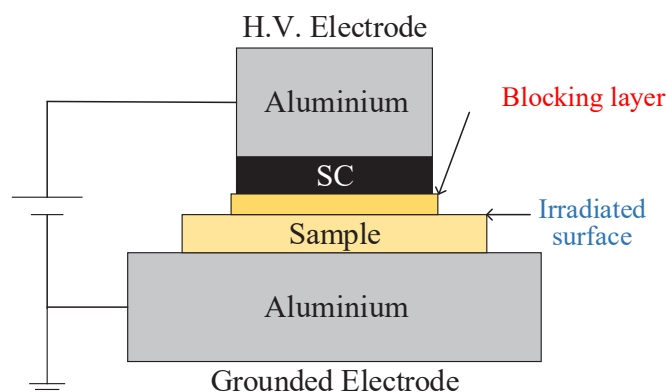 H.V. Electrode
Aluminium
Blocking layer
SC
Irradiated
surface
Sample
Aluminium
Grounded Electrode